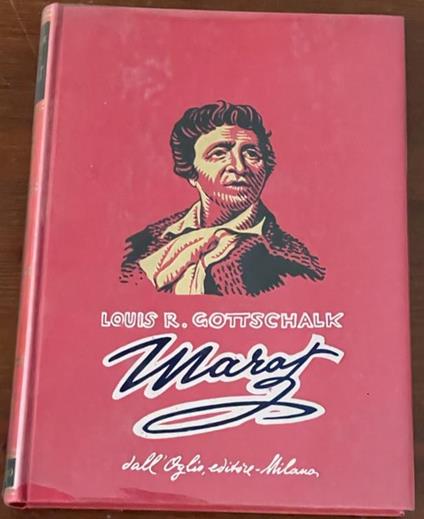 LOUIS R. GOTTSCHALK
Marat
dall'Oglio, editore-Milano